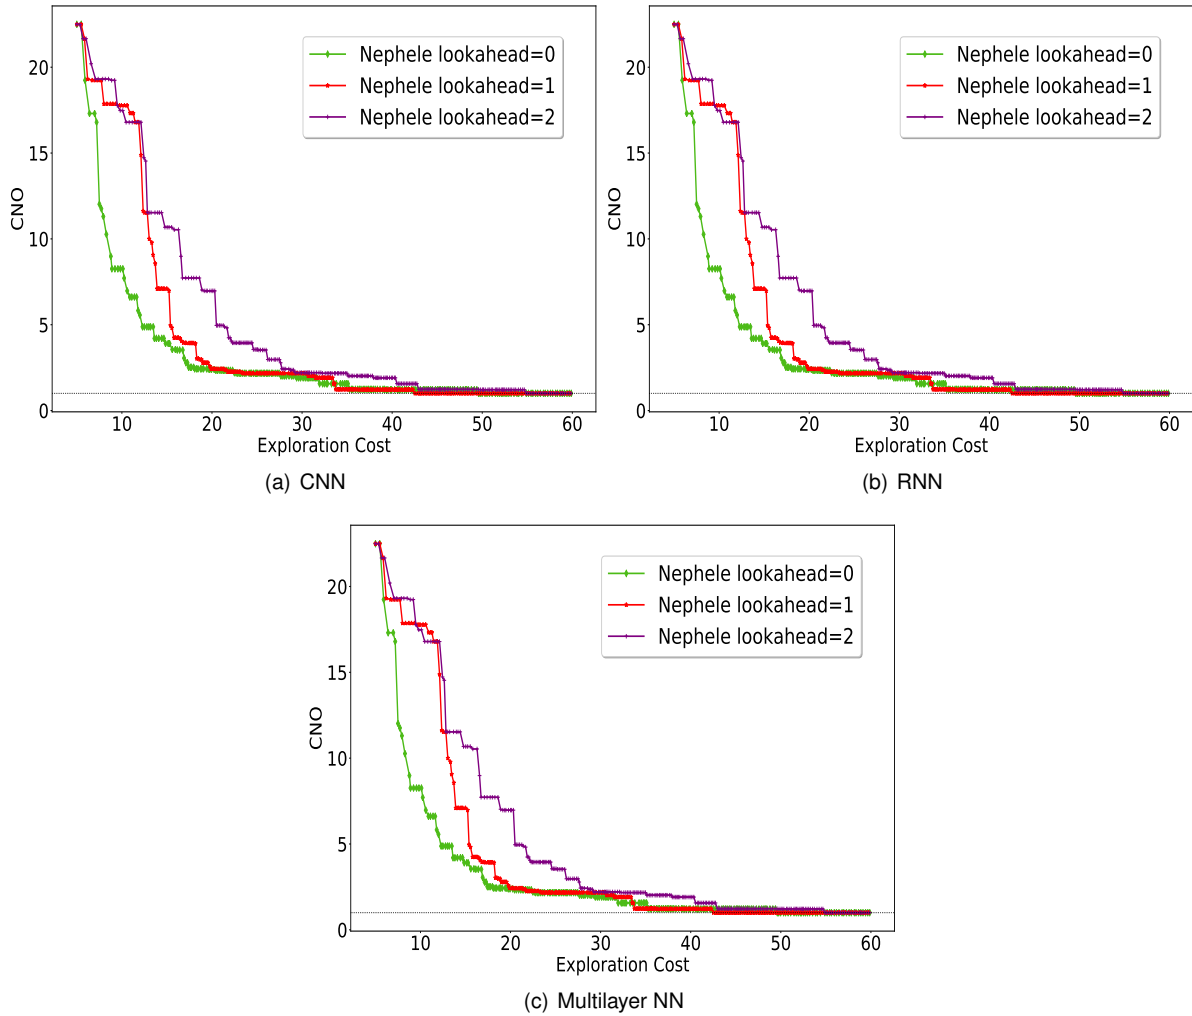 20
15
10
5
0
CNO
Nephele lookahead=0
Nephele lookahead=1
Nephele lookahead=2
10 20 30 40 50 60
Exploration Cost
(a) CNN
20
15
10
5
0
CNO
Nephele lookahead=0
Nephele lookahead=1
Nephele lookahead=2
10 20 30 40 50 60
Exploration Cost
(b) RNN
20
15
10
5
0
CNO
Nephele lookahead=0
Nephele lookahead=1
Nephele lookahead=2
10 20 30 40 50 60
Exploration Cost
(c) Multilayer NN